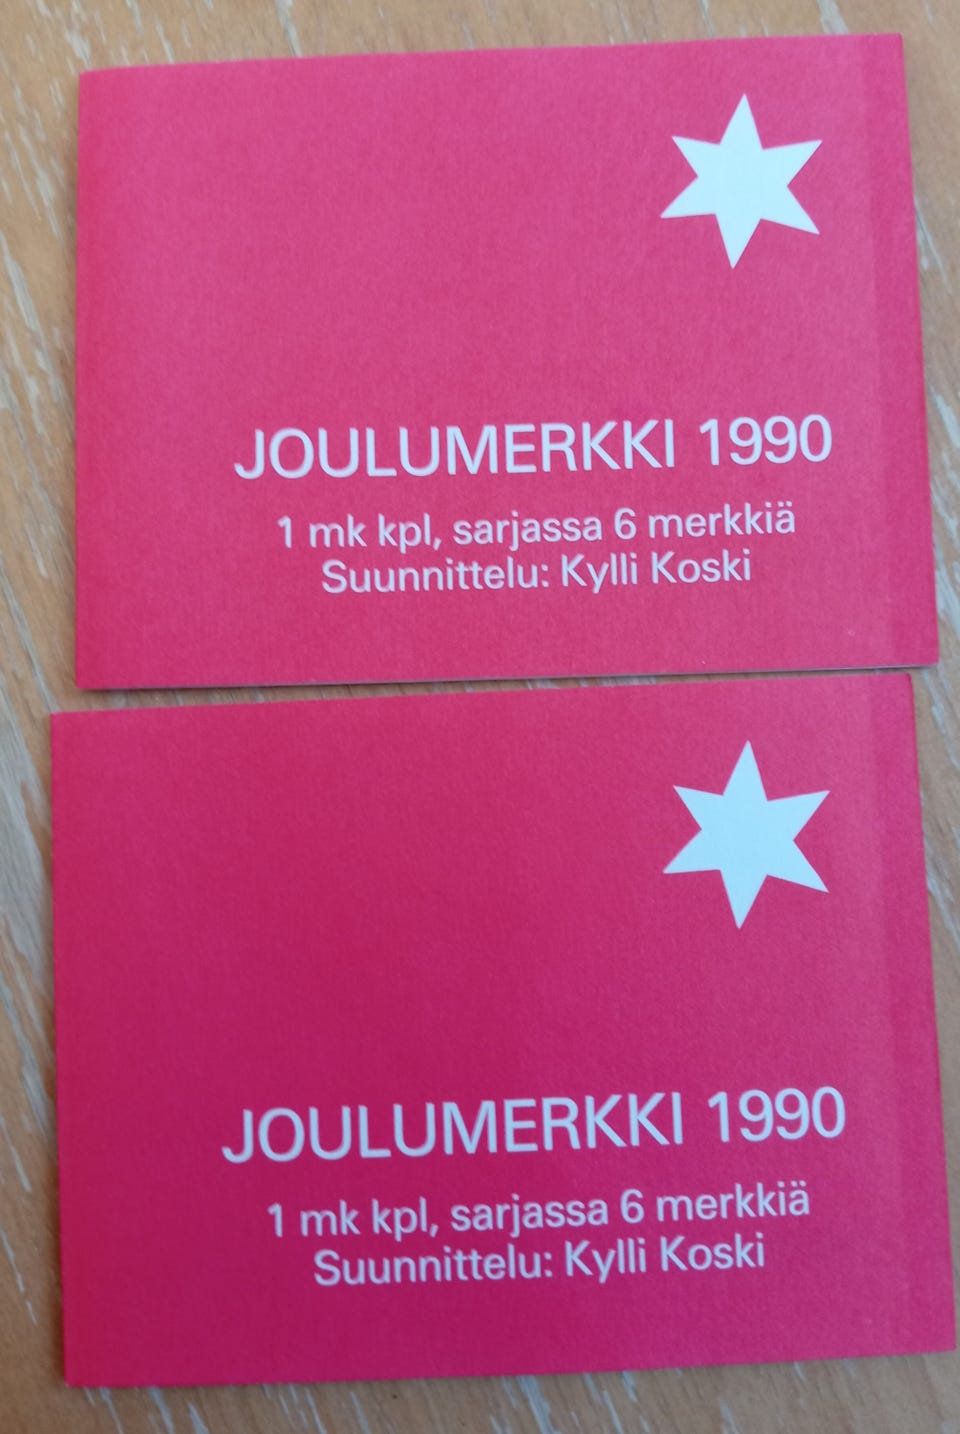 JOULUMERKKI 1990
1 mk kpl, sarjassa 6 merkkiä
Suunnittelu: Kylli Koski
JOULUMERKKI 1990
1 mk kpl, sarjassa 6 merkkiä
Suunnittelu: Kylli Koski